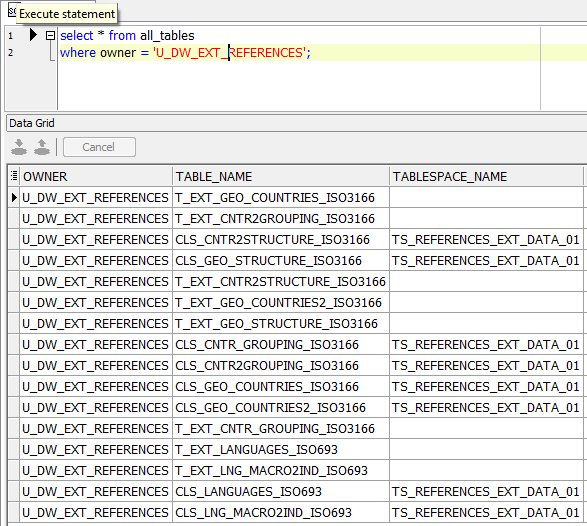 Execute statement
1 select * from all_tables
2 where owner = 'U_DW_EXT_REFERENCES';
Data Grid
Cancel
OWNER TABLE_NAME TABLESPACE_NAME
U_DW_EXT_REFERENCES T_EXT_GEO_COUNTRIES_ISO3166
U_DW_EXT_REFERENCES T_EXT_CNTR2GROUPING_ISO3166
U_DW_EXT_REFERENCES CLS_CNTR2STRUCTURE_ISO3166 TS_REFERENCES_EXT_DATA_01
U_DW_EXT_REFERENCES CLS_GEO_STRUCTURE_ISO3166 TS_REFERENCES_EXT_DATA_01
U_DW_EXT_REFERENCES T_EXT_CNTR2STRUCTURE_ISO3166
U_DW_EXT_REFERENCES T_EXT_GEO_COUNTRIES2_ISO3166
U_DW_EXT_REFERENCES T_EXT_GEO_STRUCTURE_ISO3166
U_DW_EXT_REFERENCES CLS_CNTR_GROUPING_ISO3166 TS_REFERENCES_EXT_DATA_01
U_DW_EXT_REFERENCES CLS_CNTR2GROUPING_ISO3166 TS_REFERENCES_EXT_DATA_01
U_DW_EXT_REFERENCES CLS_GEO_COUNTRIES_ISO3166 TS_REFERENCES_EXT_DATA_01
U_DW_EXT_REFERENCES CLS_GEO_COUNTRIES2_ISO3166 TS_REFERENCES_EXT_DATA_01
U_DW_EXT_REFERENCES T_EXT_CNTR_GROUPING_ISO3166
U_DW_EXT_REFERENCES T_EXT_LANGUAGES_ISO693
U_DW_EXT_REFERENCES T_EXT_LNG_MACRO2IND_ISO693
U_DW_EXT_REFERENCES CLS_LANGUAGES_ISO693 TS_REFERENCES_EXT_DATA_01
U_DW_EXT_REFERENCES CLS_LNG_MACRO2IND_ISO693 TS_REFERENCES_EXT_DATA_01